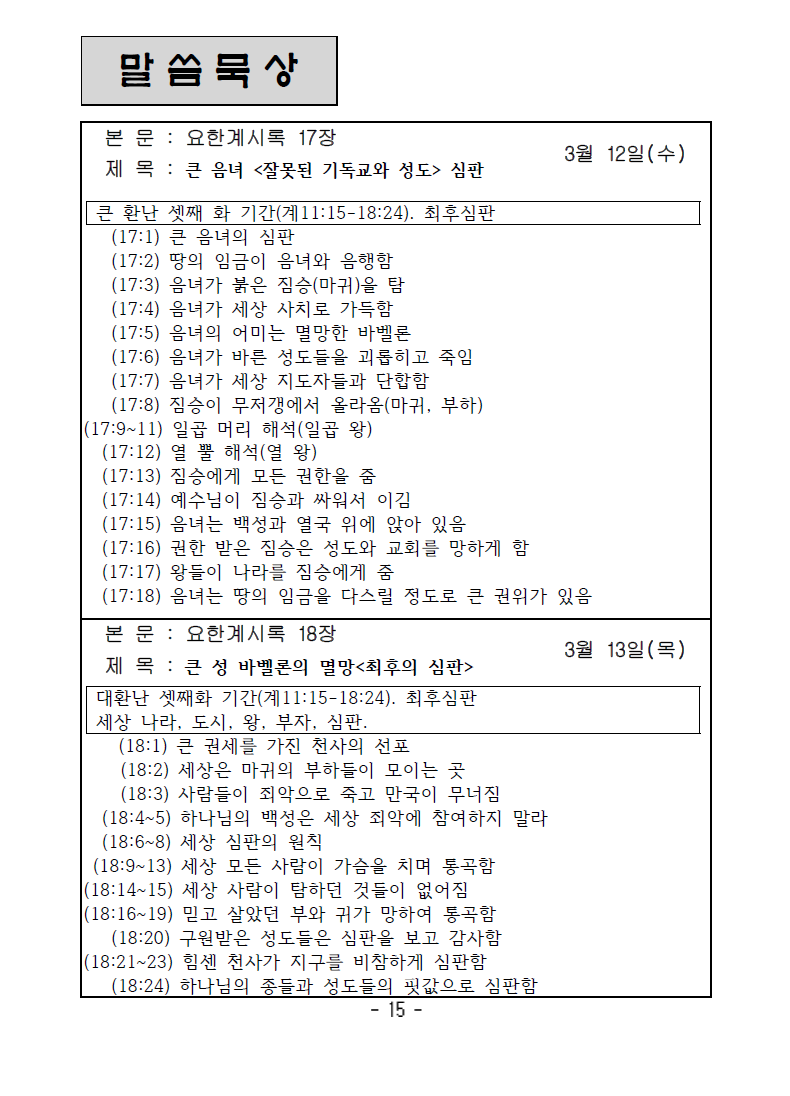 말씀묵상
본 문 : 요한계시록 17장
3월 12일(수)
제 목 : 큰 음녀 <잘못된 기독교와 성도> 심판
큰 환난 셋째 화 기간(계11:15-18:24). 최후심판
(17:1) 큰 음녀의 심판
(17:2) 땅의 임금이 음녀와 음행함
(17:3) 음녀가 붉은 짐승(마귀)을 탐
(17:4) 음녀가 세상 사치로 가득함
(17:5) 음녀의 어미는 멸망한 바벨론
(17:6) 음녀가 바른 성도들을 괴롭히고 죽임
(17:7) 음녀가 세상 지도자들과 단합함
(17:8) 짐승이 무저갱에서 올라옴(마귀, 부하)
(17:9~11) 일곱 머리 해석(일곱 왕)
(17:12) 열 뿔 해석(열 왕)
(17:13) 짐승에게 모든 권한을 줌
(17:14) 예수님이 짐승과 싸워서 이김
(17:15) 음녀는 백성과 열국 위에 앉아 있음
(17:16) 권한 받은 짐승은 성도와 교회를 망하게 함
(17:17) 왕들이 나라를 짐승에게 줌
(17:18) 음녀는 땅의 임금을 다스릴 정도로 큰 권위가 있음
본 문 : 요한계시록 18장
3월 13일(목)
제 목 : 큰 성 바벨론의 멸망<최후의 심판>
대환난 셋째화 기간(계11:15-18:24). 최후심판
세상 나라, 도시, 왕, 부자, 심판.
(18:1) 큰 권세를 가진 천사의 선포
(18:2) 세상은 마귀의 부하들이 모이는 곳
(18:3) 사람들이 죄악으로 죽고 만국이 무너짐
(18:4~5) 하나님의 백성은 세상 죄악에 참여하지 말라
(18:6~8) 세상 심판의 원칙
(18:9~13) 세상 모든 사람이 가슴을 치며 통곡함
(18:14~15) 세상 사람이 탐하던 것들이 없어짐
(18:16~19) 믿고 살았던 부와 귀가 망하여 통곡함
(18:20) 구원받은 성도들은 심판을 보고 감사함
(18:21~23) 힘센 천사가 지구를 비참하게 심판함
(18:24) 하나님의 종들과 성도들의 핏값으로 심판함
- 15 -